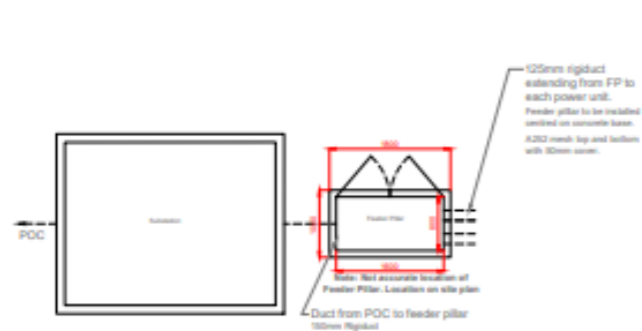 125mm rigiduct
extending from FP to
each power unit.
Feeder pillar to be installed
centred on concrete base.
A252 mesh top and bottom
with 50mm cover.
Substation
Feeder Pillar
POC
Note: Not accurate location of
Feeder Pillar. Location on site plan
Duct from POC to feeder pillar
150mm Rigiduct